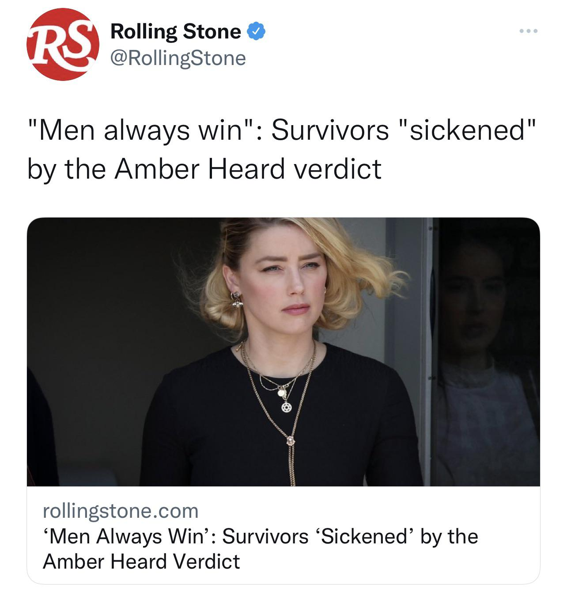 RS
Rolling Stone
@RollingStone
"Men always win": Survivors "sickened"
by the Amber Heard verdict
rollingstone.com
‘Men Always Win’: Survivors ‘Sickened’ by the
Amber Heard Verdict